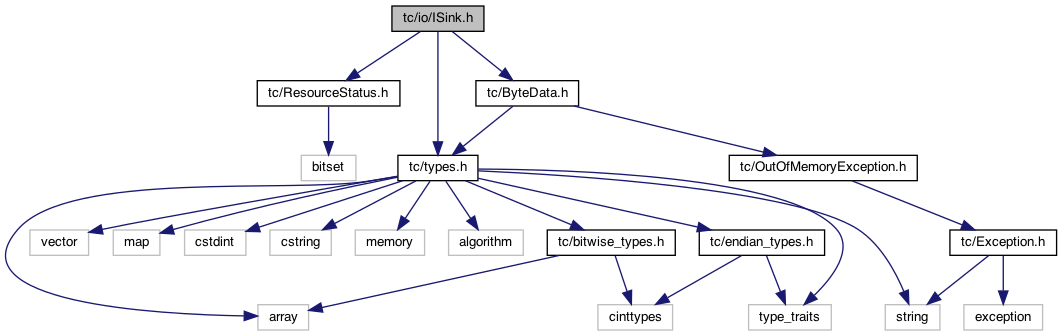 tc/io/ISink.h
tc/ResourceStatus.h
tc/ByteData.h
bitset
tc/types.h
tc/OutOfMemoryException.h
vector
map
cstdint
cstring
memory
algorithm
tc/bitwise_types.h
tc/endian_types.h
tc/Exception.h
array
cinttypes
type_traits
string
exception